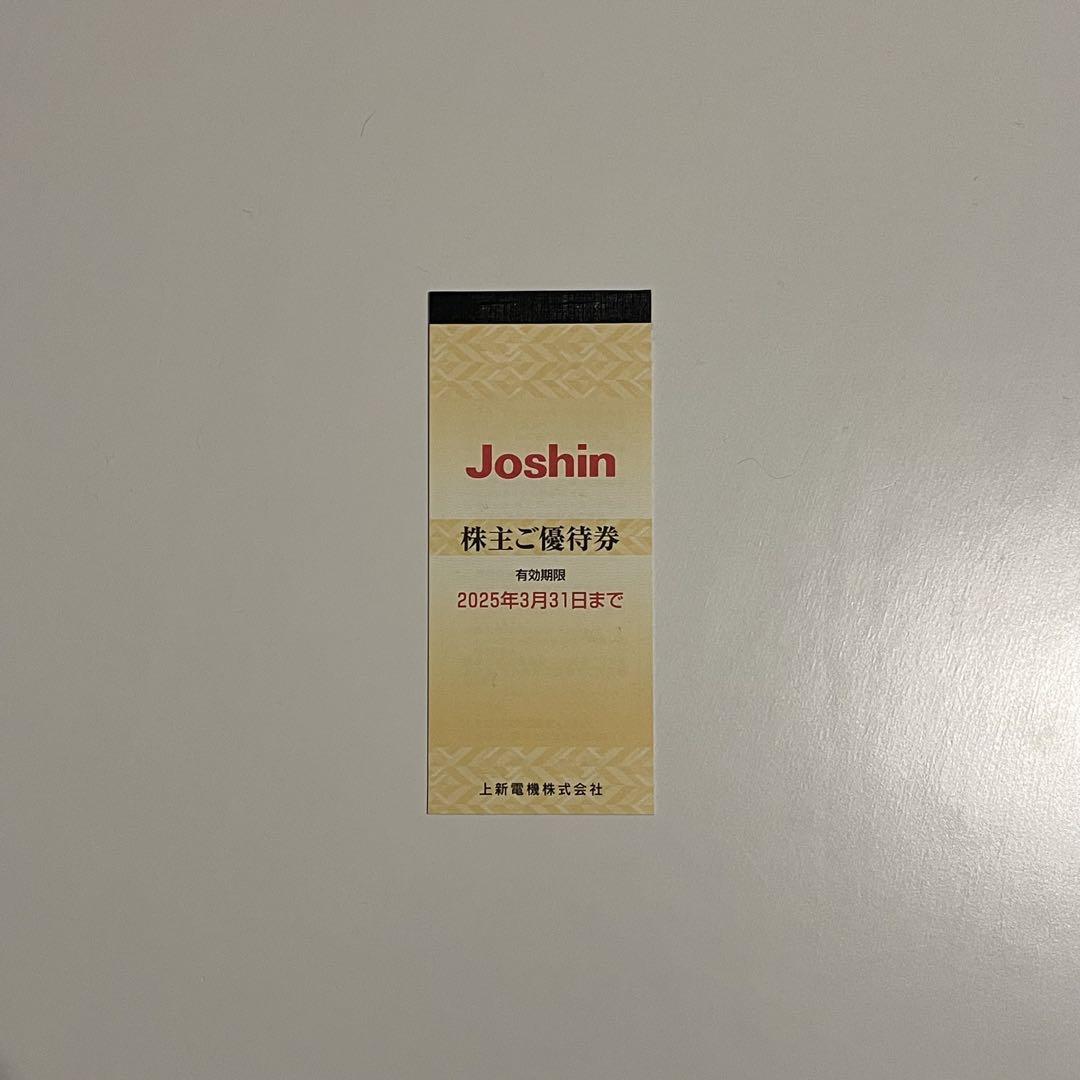 Joshin
株主ご優待券
有効期限
2025年3月31日まで
上新電機株式会社